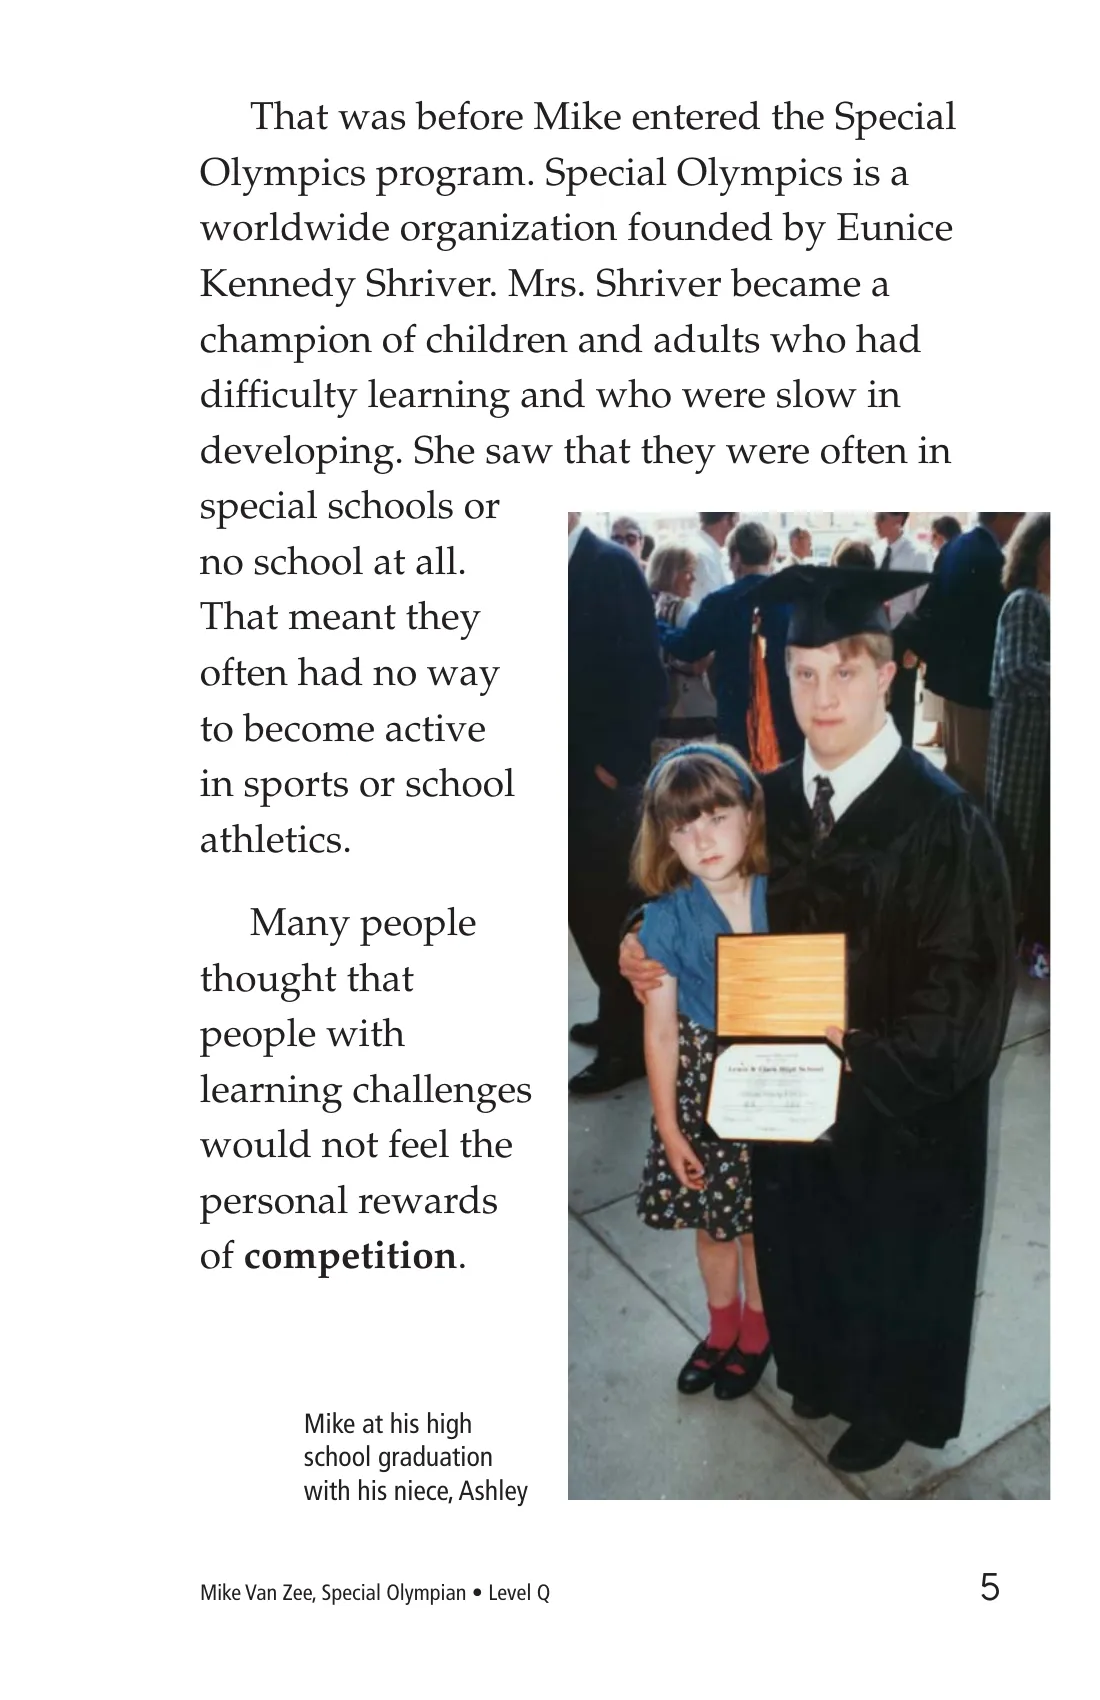 That was before Mike entered the Special
Olympics program. Special Olympics is a
worldwide organization founded by Eunice
Kennedy Shriver. Mrs. Shriver became a
champion of children and adults who had
difficulty learning and who were slow in
developing. She saw that they were often in
special schools or
no school at all.
That meant they
often had no way
to become active
in sports or school
athletics.
Many people
thought that
people with
learning challenges
would not feel the
personal rewards
of competition.
Lewis & Clark High School
Mike at his high
school graduation
with his niece, Ashley
Mike Van Zee, Special Olympian • Level Q
5